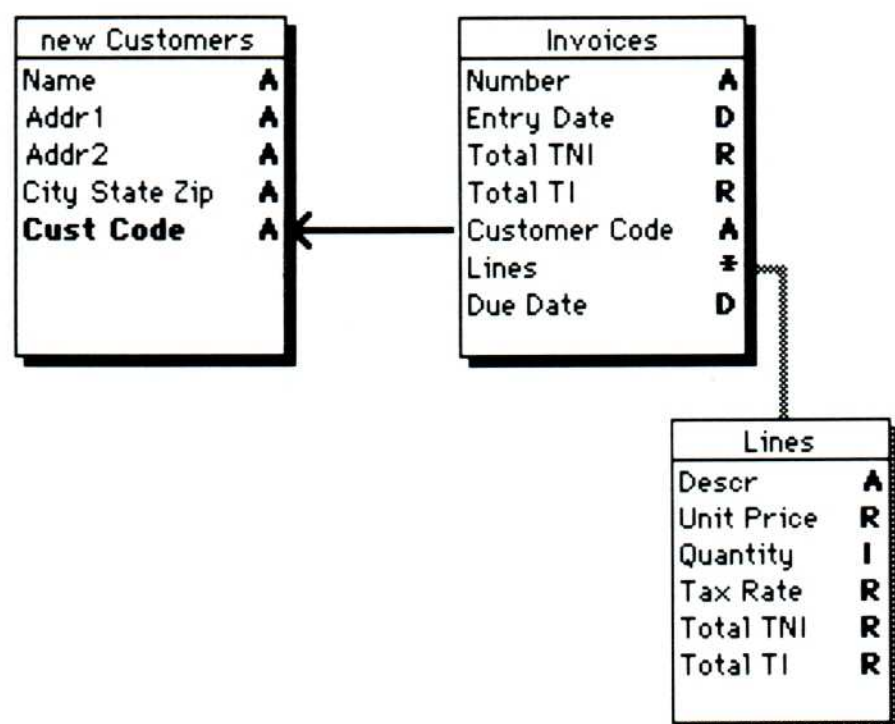 new Customers
Name A
Addr1 A
Addr2 A
City State Zip A
Cust Code A
Invoices
Number A
Entry Date D
Total TNI R
Total TI R
Customer Code A
Lines *
Due Date D
Lines
Descr A
Unit Price R
Quantity I
Tax Rate R
Total TNI R
Total TI R